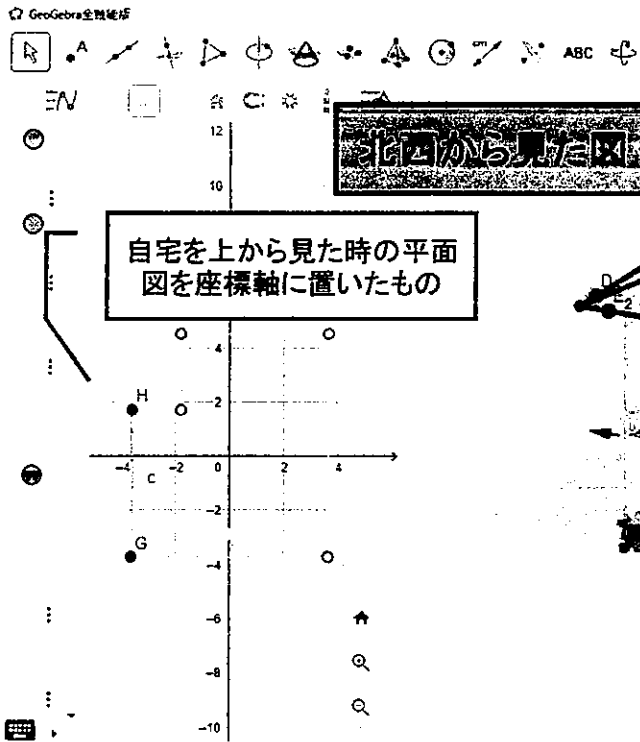 GeoGebra全機能版
A
ABC
北西から見た図
12
10
自宅を上から見た時の平面
図を座標軸に置いたもの
D
E2
4
H
2
-4
-2
0
2
4
c
-2
G
-4
-6
-8
-10